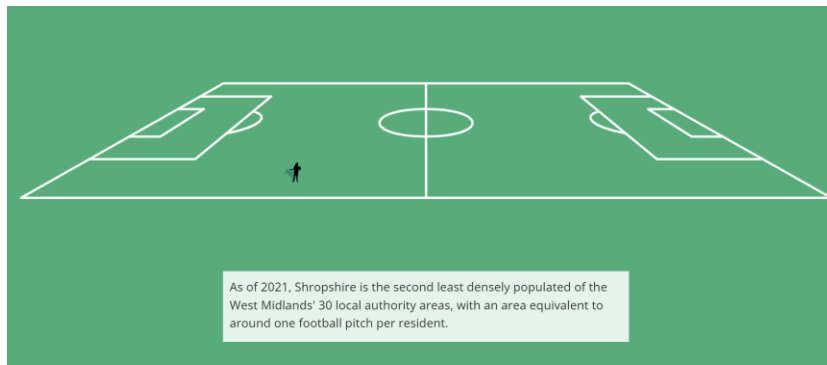 As of 2021, Shropshire is the second least densely populated of the
West Midlands' 30 local authority areas, with an area equivalent to
around one football pitch per resident.